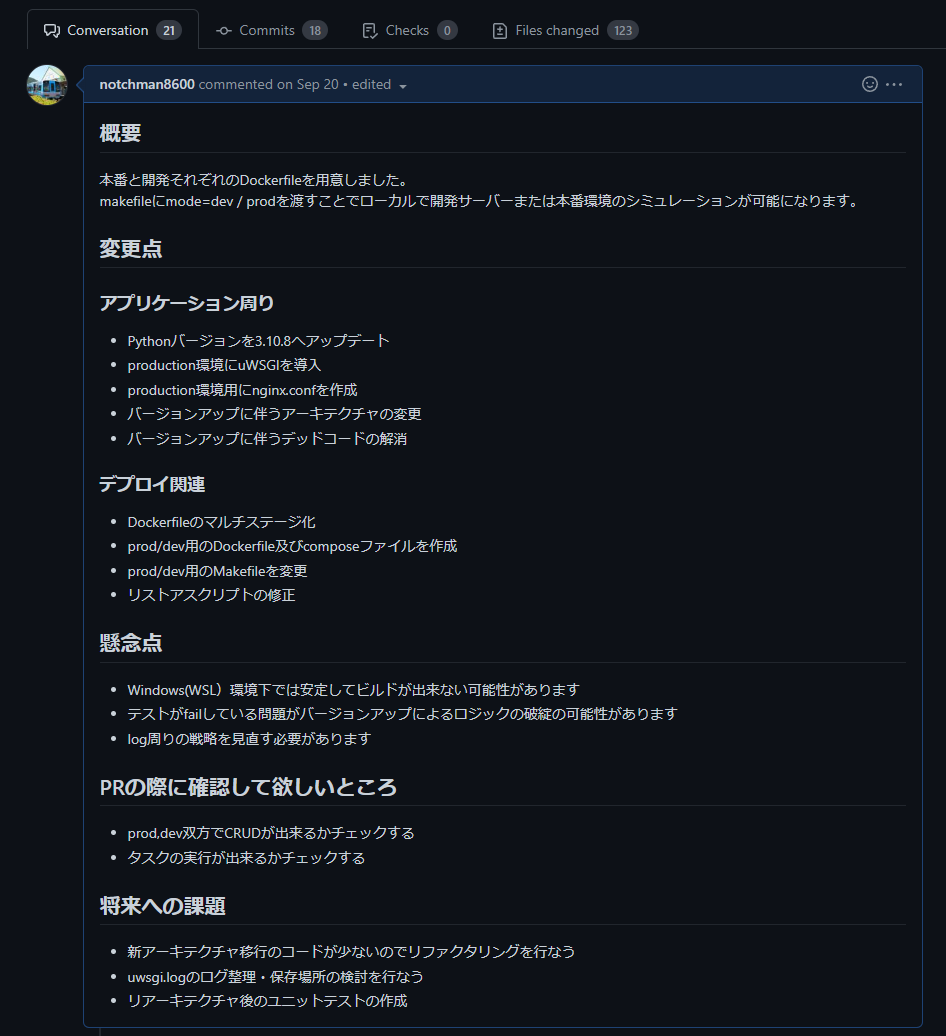 Conversation 21 Commits 18 Checks 0 Files changed 123
notchman8600 commented on Sep 20 • edited
概要
本番と開発それぞれのDockerfileを用意しました。
makefileにmode=dev / prodを渡すことでローカルで開発サーバーまたは本番環境のシミュレーションが可能になります。
変更点
アプリケーション周り
• Pythonバージョンを3.10.8へアップデート
• production環境にuWSGIを導入
• production環境用にnginx.confを作成
• バージョンアップに伴うアーキテクチャの変更
• バージョンアップに伴うデッドコードの解消
デプロイ関連
• Dockerfileのマルチステージ化
• prod/dev用のDockerfile及びcomposeファイルを作成
• prod/dev用のMakefileを変更
• リストアスクリプトの修正
懸念点
• Windows(WSL）環境下では安定してビルドが出来ない可能性があります
• テストがfailしている問題がバージョンアップによるロジックの破綻の可能性があります
• log周りの戦略を見直す必要があります
PRの際に確認して欲しいところ
• prod,dev双方でCRUDが出来るかチェックする
• タスクの実行が出来るかチェックする
将来への課題
• 新アーキテクチャ移行のコードが少ないのでリファクタリングを行なう
• uwsgi.logのログ整理・保存場所の検討を行なう
• リアーキテクチャ後のユニットテストの作成